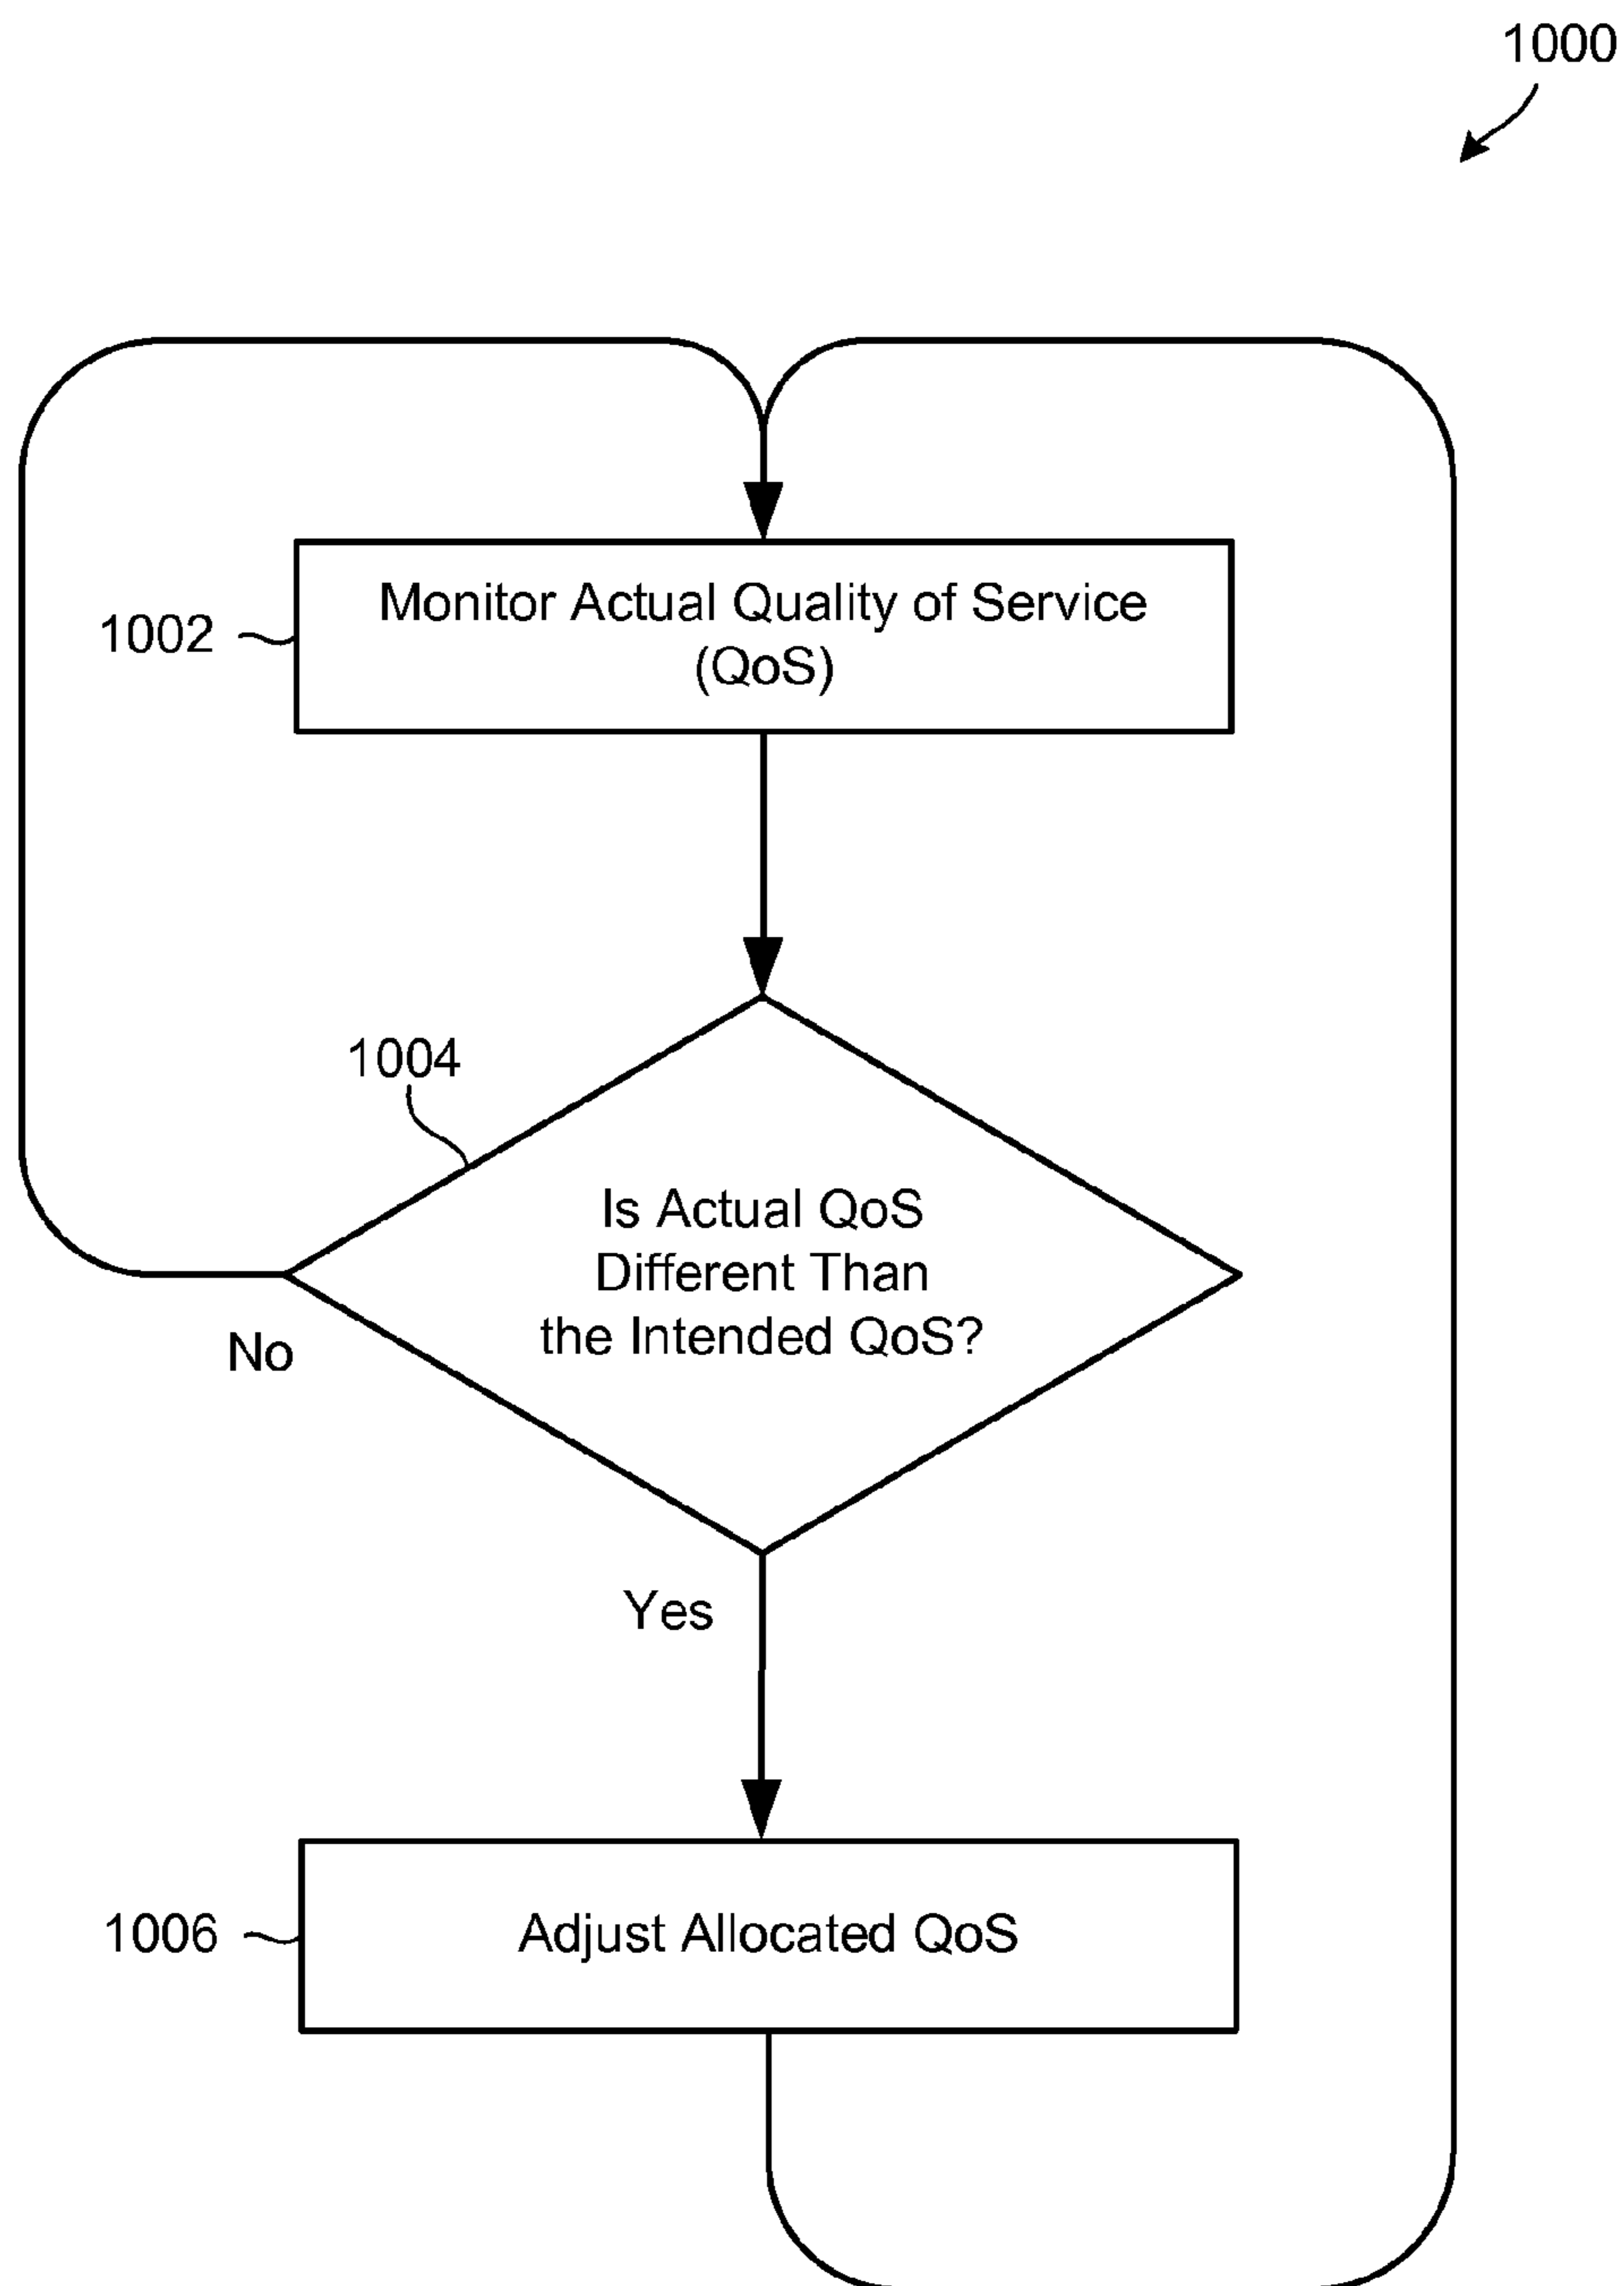 1000
Monitor Actual Quality of Service
(QoS)
1002
1004
Is Actual QoS
Different Than
the Intended QoS?
No
Yes
1006
Adjust Allocated QoS